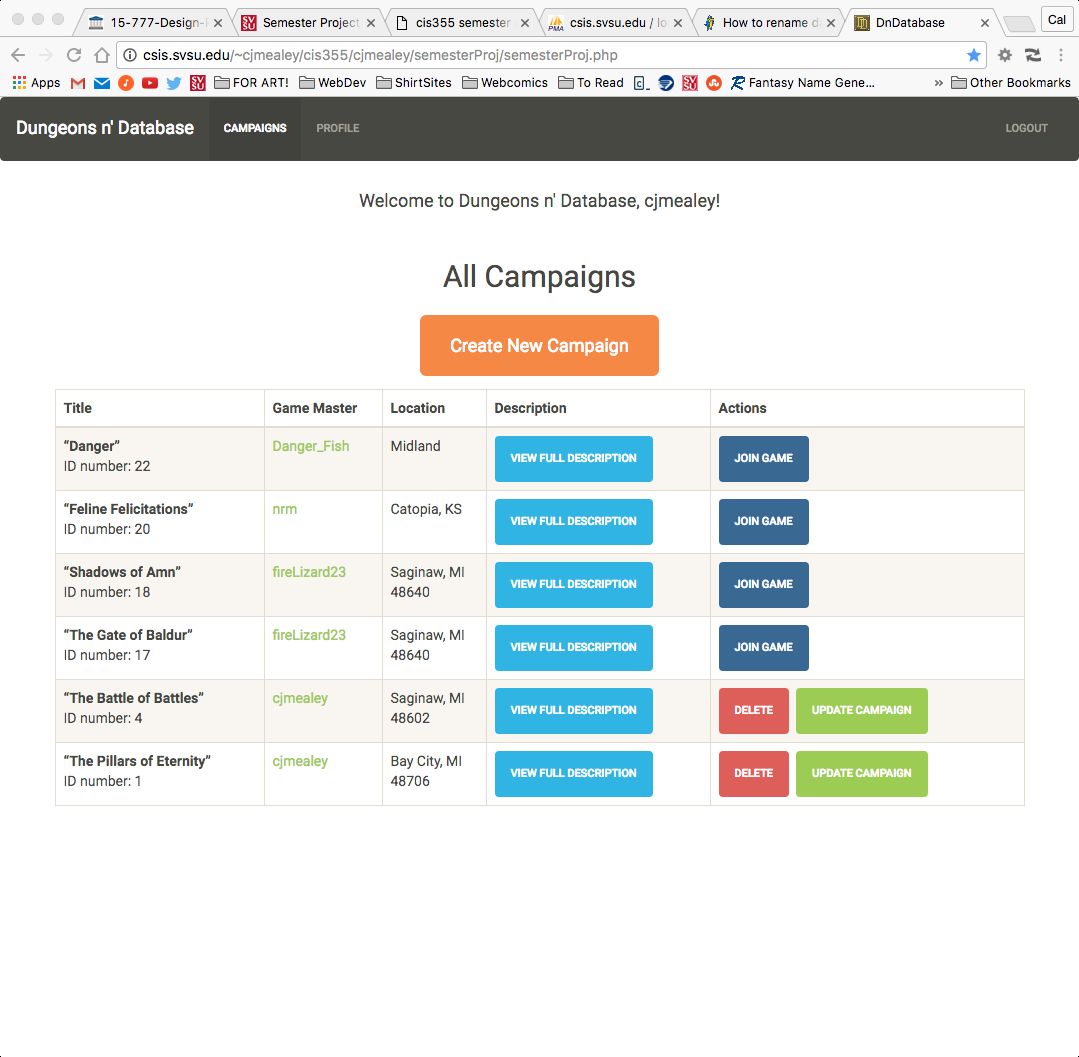 15-777-Design-
Semester Project
cis355 semester
csis.svsu.edu / lo
How to rename d
DnDatabase
Cal
csis.svsu.edu/~cjmealey/cis355/cjmealey/semesterProj/semesterProj.php
Apps
FOR ART!
WebDev
ShirtSites
Webcomics
To Read
Fantasy Name Gene...
Other Bookmarks
Dungeons n' Database CAMPAIGNS PROFILE LOGOUT
Welcome to Dungeons n' Database, cjmealey!
All Campaigns
Create New Campaign
Title Game Master Location Description Actions
“Danger” Danger_Fish Midland VIEW FULL DESCRIPTION JOIN GAME
ID number: 22
“Feline Felicitations” nrm Catopia, KS VIEW FULL DESCRIPTION JOIN GAME
ID number: 20
“Shadows of Amn” fireLizard23 Saginaw, MI VIEW FULL DESCRIPTION JOIN GAME
ID number: 18 48640
“The Gate of Baldur” fireLizard23 Saginaw, MI VIEW FULL DESCRIPTION JOIN GAME
ID number: 17 48640
“The Battle of Battles” cjmealey Saginaw, MI VIEW FULL DESCRIPTION DELETE UPDATE CAMPAIGN
ID number: 4 48602
“The Pillars of Eternity” cjmealey Bay City, MI VIEW FULL DESCRIPTION DELETE UPDATE CAMPAIGN
ID number: 1 48706